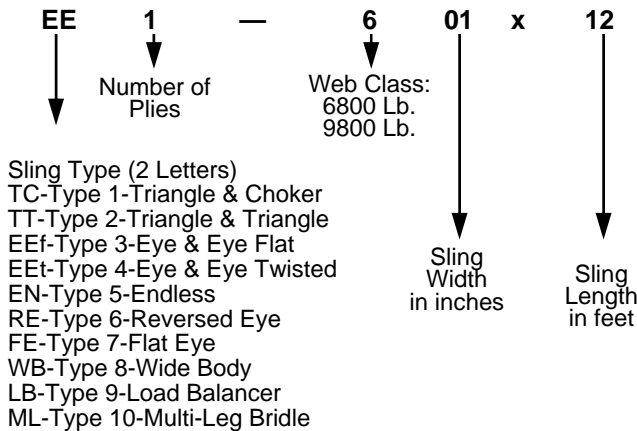 EE 1 — 6 01 x 12
Number of
Plies
Web Class:
6800 Lb.
9800 Lb.
Sling Type (2 Letters)
TC-Type 1-Triangle & Choker
TT-Type 2-Triangle & Triangle
EEf-Type 3-Eye & Eye Flat
EEt-Type 4-Eye & Eye Twisted
EN-Type 5-Endless
RE-Type 6-Reversed Eye
FE-Type 7-Flat Eye
WB-Type 8-Wide Body
LB-Type 9-Load Balancer
ML-Type 10-Multi-Leg Bridle
Sling
Width
in inches
Sling
Length
in feet